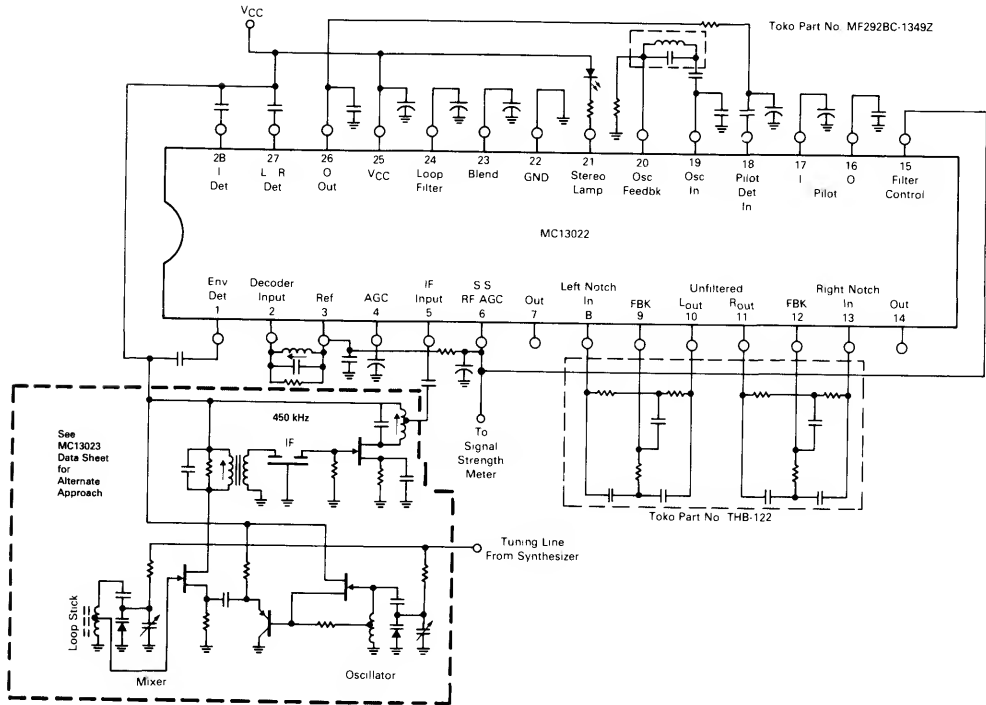 VCC
Toko Part No. MF292BC-1349Z
2B 27 26 25 24 23 22 21 20 19 18 17 16 15
I Det
L R Det
O Out
VCC
Loop Filter
Blend
GND
Stereo Lamp
Osc Feedbk
Osc In
Pilot Det In
I Pilot O
Filter Control
MC13022
Env Det
Decoder Input
Ref
AGC
IF Input
S S RF AGC
Out
Left Notch In
FBK
Unfiltered
Lout
Rout
FBK
Right Notch In
Out
1 2 3 4 5 6 7 B 9 10 11 12 13 14
450 kHz
IF
See
MC13023
Data Sheet
for
Alternate
Approach
To
Signal
Strength
Meter
Toko Part No THB-122
Tuning Line
From Synthesizer
Loop Stick
Mixer
Oscillator